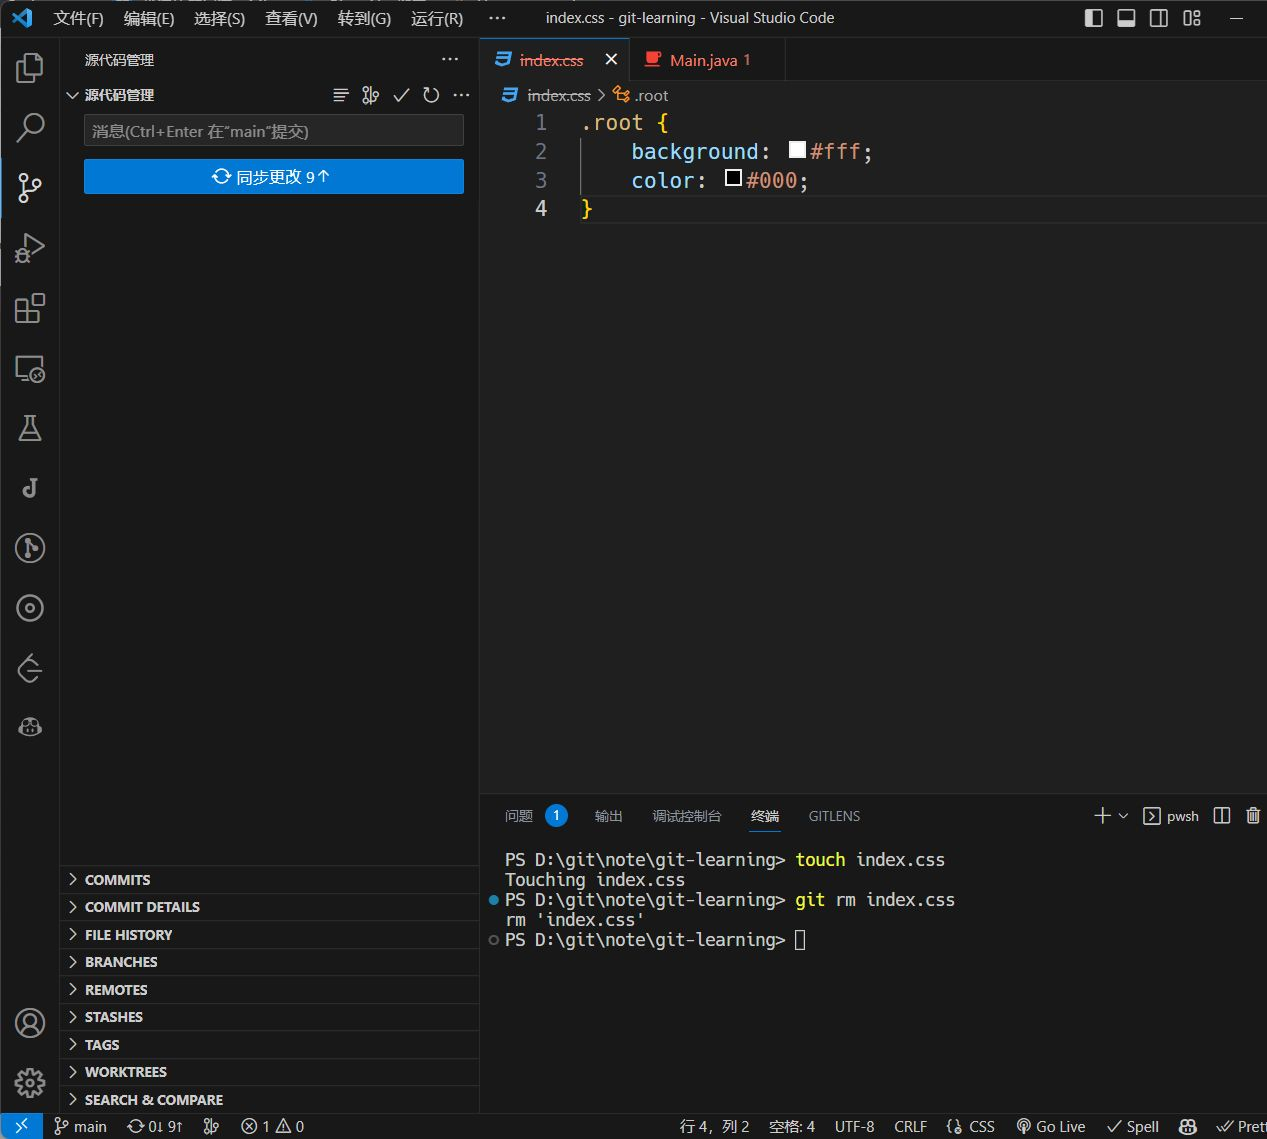 文件(F) 编辑(E) 选择(S) 查看(V) 转到(G) 运行(R) ··· index.css - git-learning - Visual Studio Code
源代码管理
源代码管理
消息(Ctrl+Enter 在“main”提交)
同步更改 9↑
COMMITS
COMMIT DETAILS
FILE HISTORY
BRANCHES
REMOTES
STASHES
TAGS
WORKTREES
SEARCH & COMPARE
index.css Main.java 1
index.css > .root
1 .root {
2 background: #fff;
3 color: #000;
4 }
问题 1 输出 调试控制台 终端 GITLENS
pwsh
PS D:\git\note\git-learning> touch index.css
Touching index.css
PS D:\git\note\git-learning> git rm index.css
rm 'index.css'
PS D:\git\note\git-learning>
main 0↓ 9↑ 1 0 行 4，列 2 空格: 4 UTF-8 CRLF CSS Go Live Spell Prett